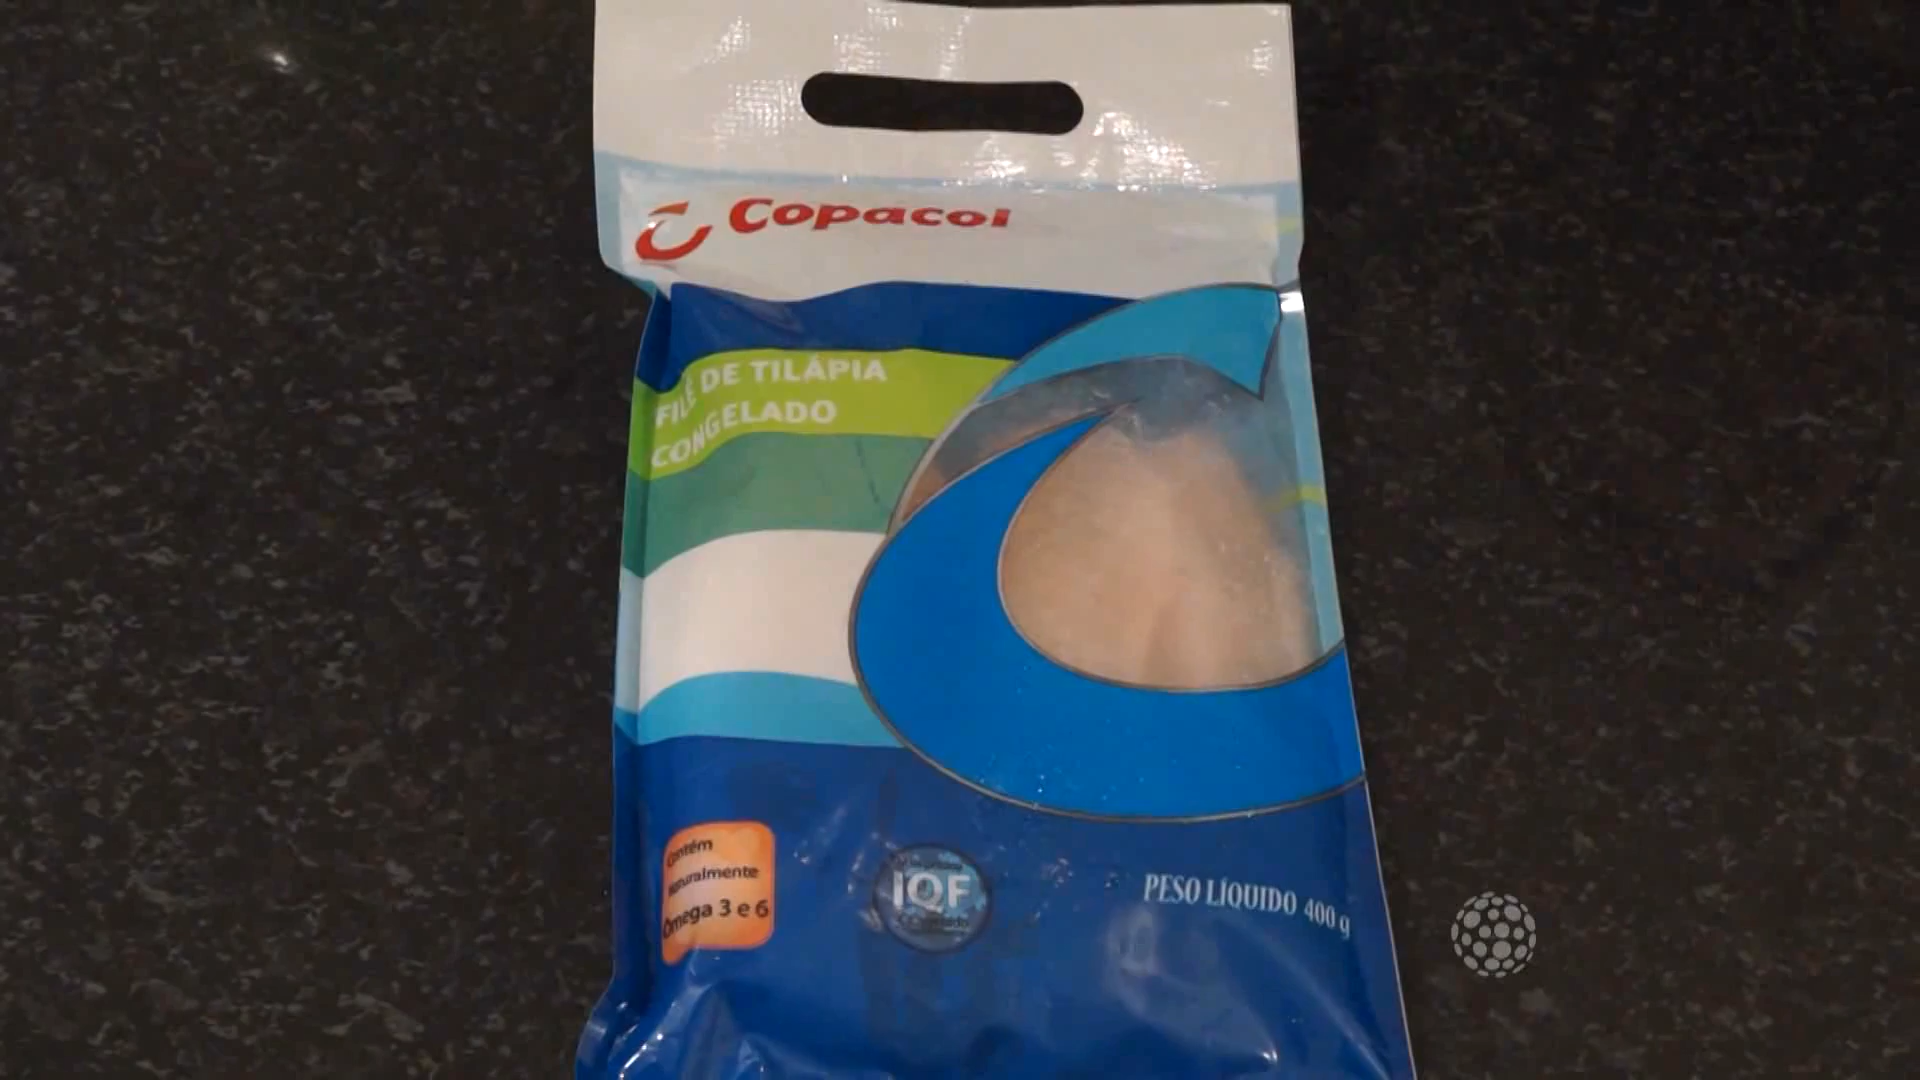 Copacol
FILÉ DE TILÁPIA
CONGELADO
Contém
Naturalmente
Ômega 3 e 6
IQF
PESO LÍQUIDO 400 g